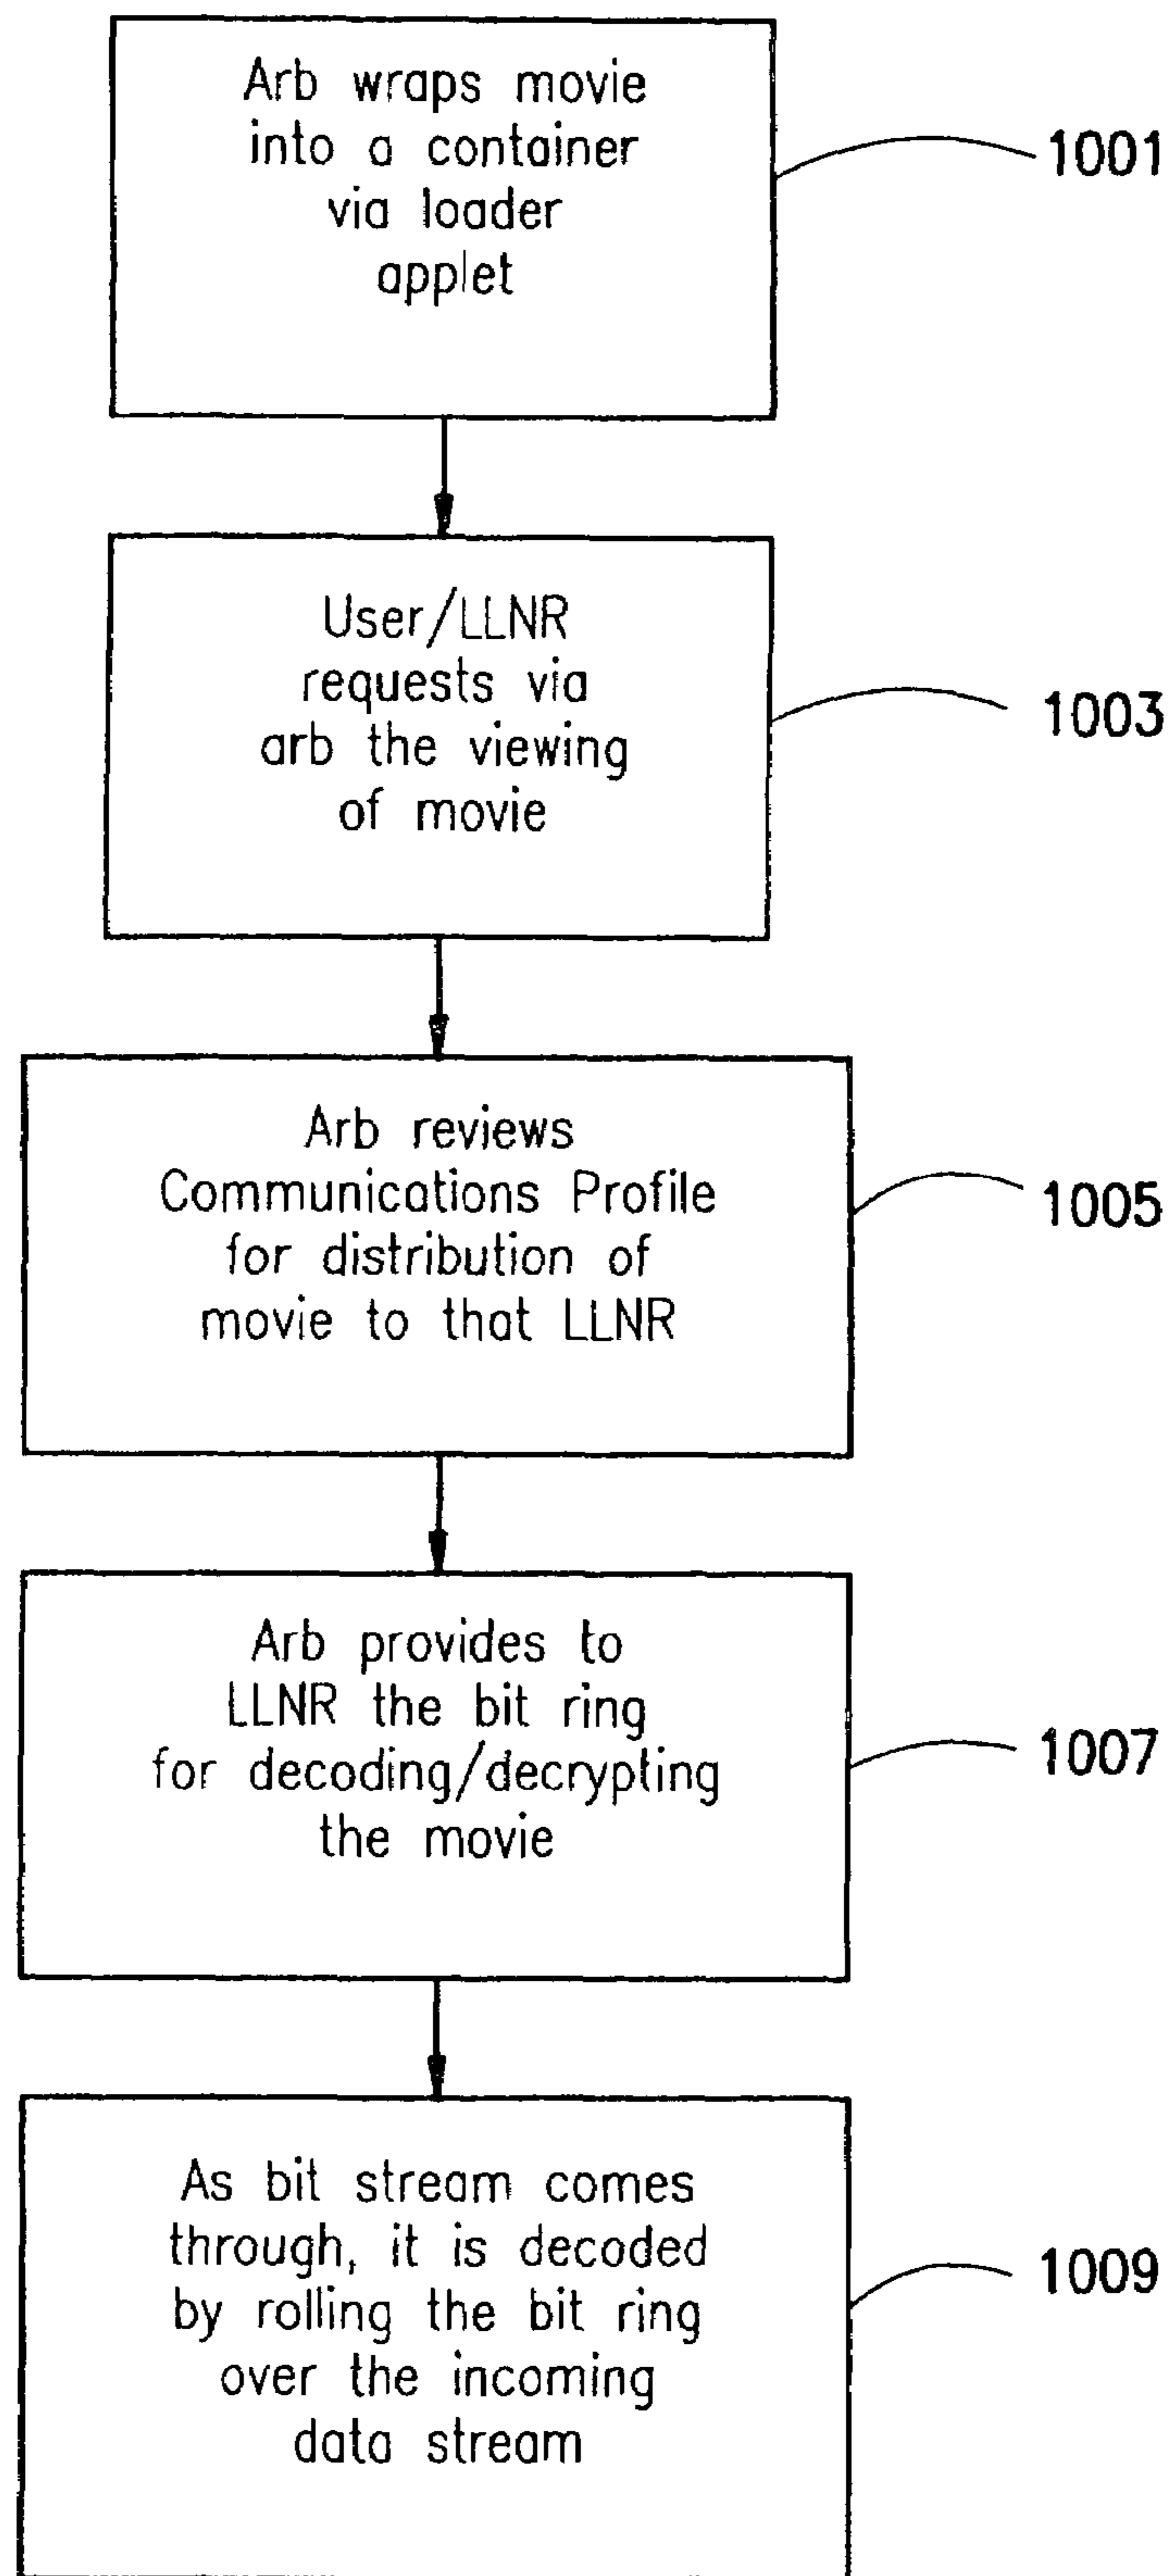 Arb wraps movie
into a container
via loader
applet
1001
User/LLNR
requests via
arb the viewing
of movie
1003
Arb reviews
Communications Profile
for distribution of
movie to that LLNR
1005
Arb provides to
LLNR the bit ring
for decoding/decrypting
the movie
1007
As bit stream comes
through, it is decoded
by rolling the bit ring
over the incoming
data stream
1009